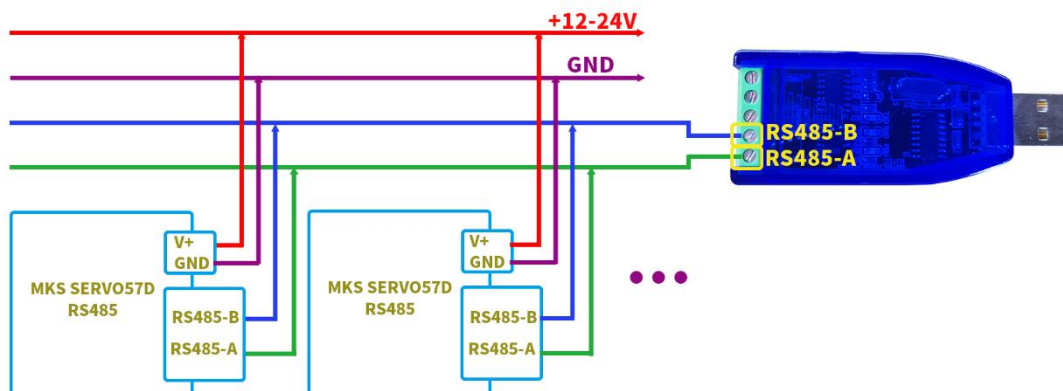 +12-24V
GND
RS485-B
RS485-A
V+
GND
MKS SERVO57D
RS485
RS485-B
RS485-A
V+
GND
MKS SERVO57D
RS485
RS485-B
RS485-A